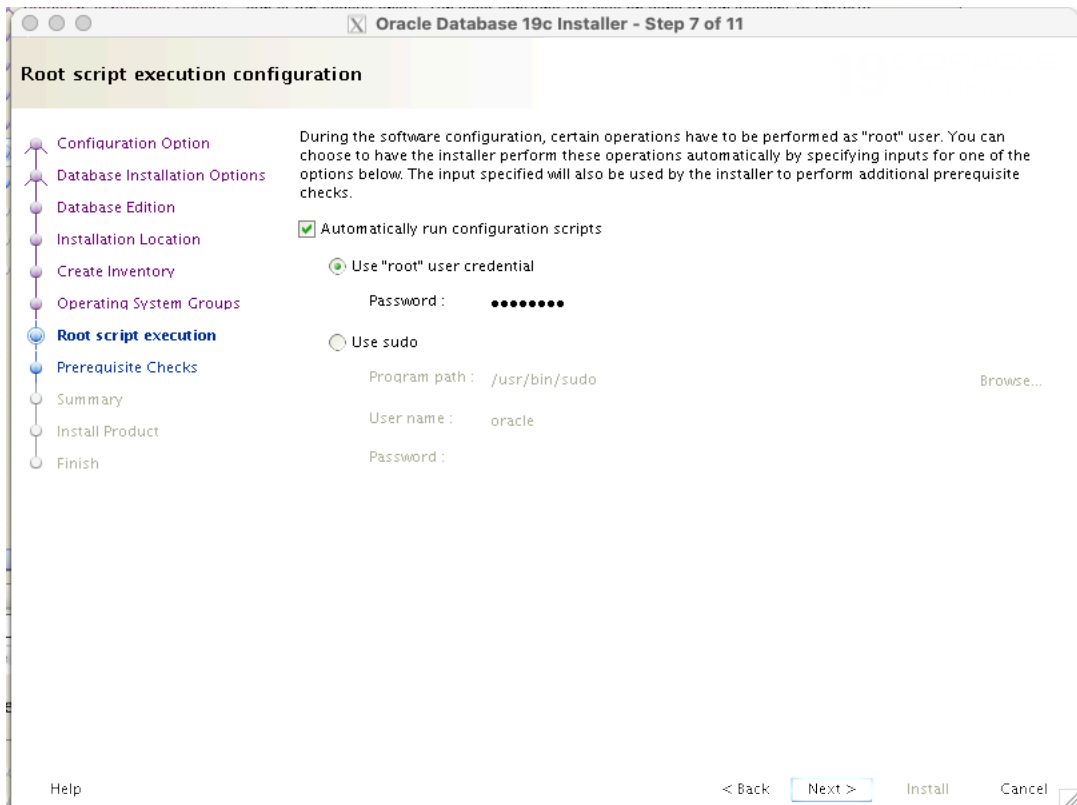 Oracle Database 19c Installer - Step 7 of 11
Root script execution configuration
Configuration Option
Database Installation Options
Database Edition
Installation Location
Create Inventory
Operating System Groups
Root script execution
Prerequisite Checks
Summary
Install Product
Finish
During the software configuration, certain operations have to be performed as "root" user. You can
choose to have the installer perform these operations automatically by specifying inputs for one of the
options below. The input specified will also be used by the installer to perform additional prerequisite
checks.
Automatically run configuration scripts
Use "root" user credential
Password : ●●●●●●●●
Use sudo
Program path : /usr/bin/sudo Browse...
User name : oracle
Password :
Help < Back Next > Install Cancel